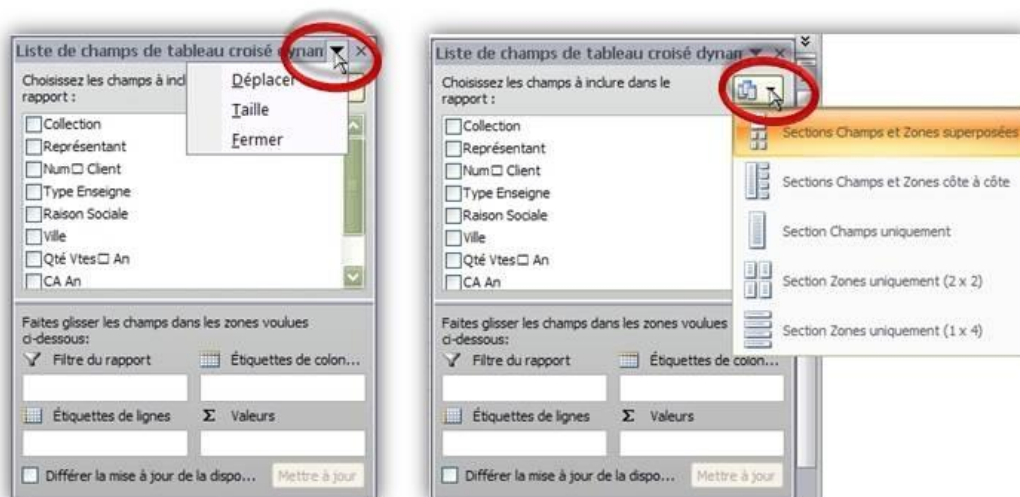 Liste de champs de tableau croisé dynam
Choisissez les champs à incl
rapport :
Déplacer
Taille
Fermer
Collection
Représentant
Num□ Client
Type Enseigne
Raison Sociale
Ville
Qté Vtes□ An
CA An
Faites glisser les champs dans les zones voulues
ci-dessous:
Filtre du rapport
Étiquettes de colon...
Étiquettes de lignes
Σ Valeurs
Différer la mise à jour de la dispo...
Mettre à jour
Liste de champs de tableau croisé dynam
Choisissez les champs à inclure dans le
rapport :
Collection
Représentant
Num□ Client
Type Enseigne
Raison Sociale
Ville
Qté Vtes□ An
CA An
Sections Champs et Zones superposées
Sections Champs et Zones côte à côte
Section Champs uniquement
Section Zones uniquement (2 x 2)
Section Zones uniquement (1 x 4)
Faites glisser les champs dans les zones voulues
ci-dessous:
Filtre du rapport
Étiquettes de colon...
Étiquettes de lignes
Σ Valeurs
Différer la mise à jour de la dispo...
Mettre à jour